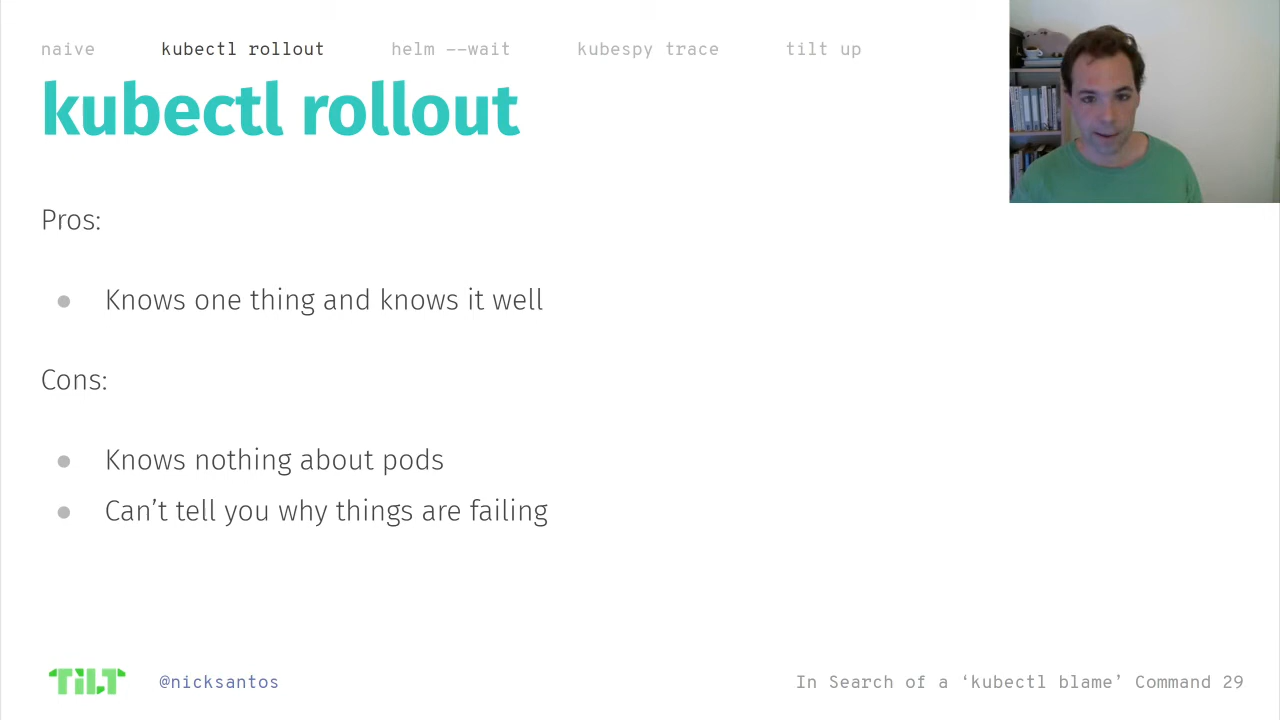 naive kubectl rollout helm --wait kubespy trace tilt up
kubectl rollout
Pros:
Knows one thing and knows it well
Cons:
Knows nothing about pods
Can’t tell you why things are failing
TILT @nicksantos In Search of a ‘kubectl blame’ Command 29